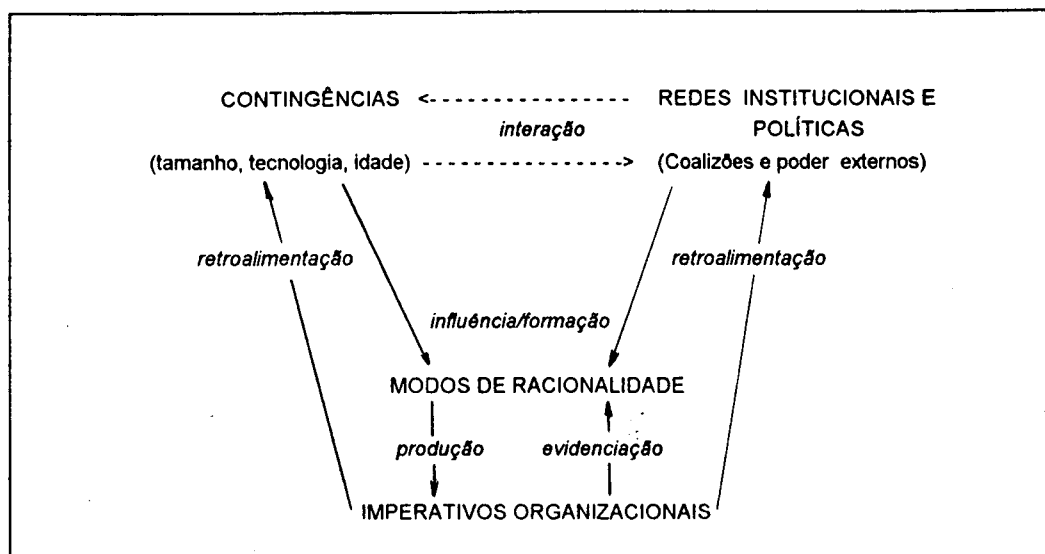 CONTINGÊNCIAS <- - - - - - - - - - - - - - REDES INSTITUCIONAIS E
interação POLÍTICAS
(tamanho, tecnologia, idade) - - - - - - - - - - - - - -> (Coalizões e poder externos)
retroalimentação retroalimentação
influência/formação
MODOS DE RACIONALIDADE
produção evidenciação
IMPERATIVOS ORGANIZACIONAIS